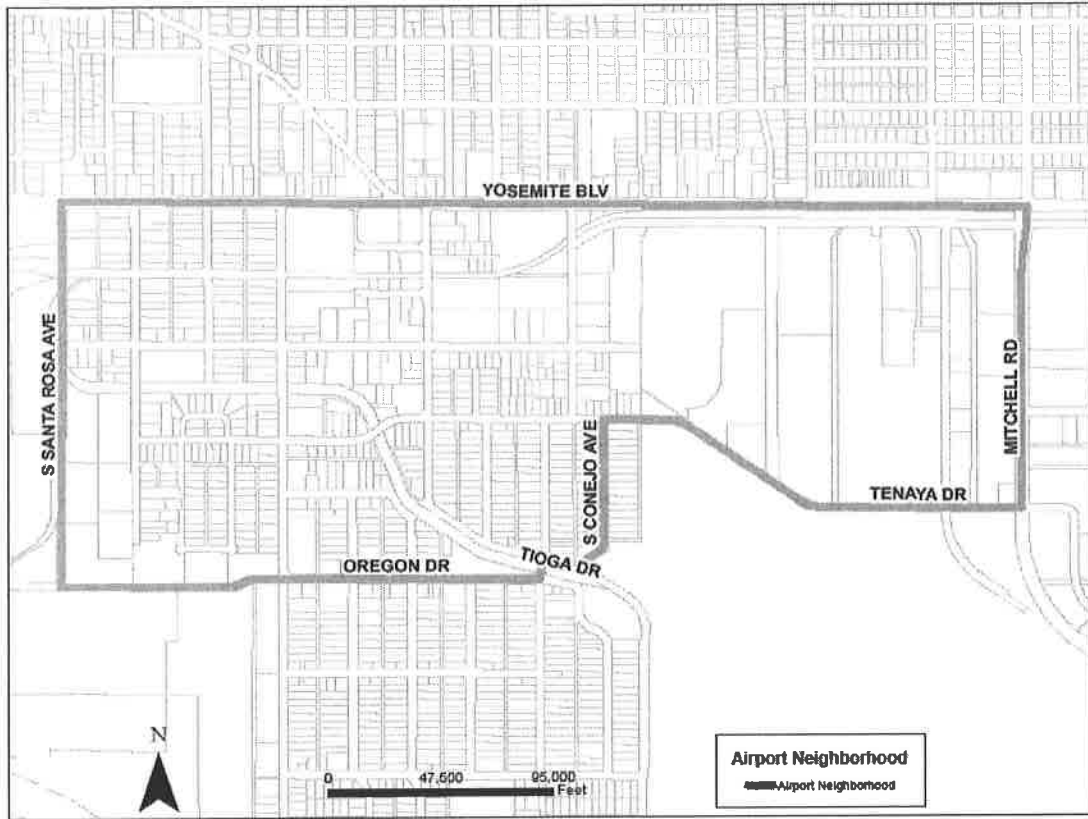 YOSEMITE BLV
S SANTA ROSA AVE
MITCHELL RD
S CONEJO AVE
TENAYA DR
TIOGA DR
OREGON DR
N
0 47,500 95,000
Feet
Airport Neighborhood
Airport Neighborhood